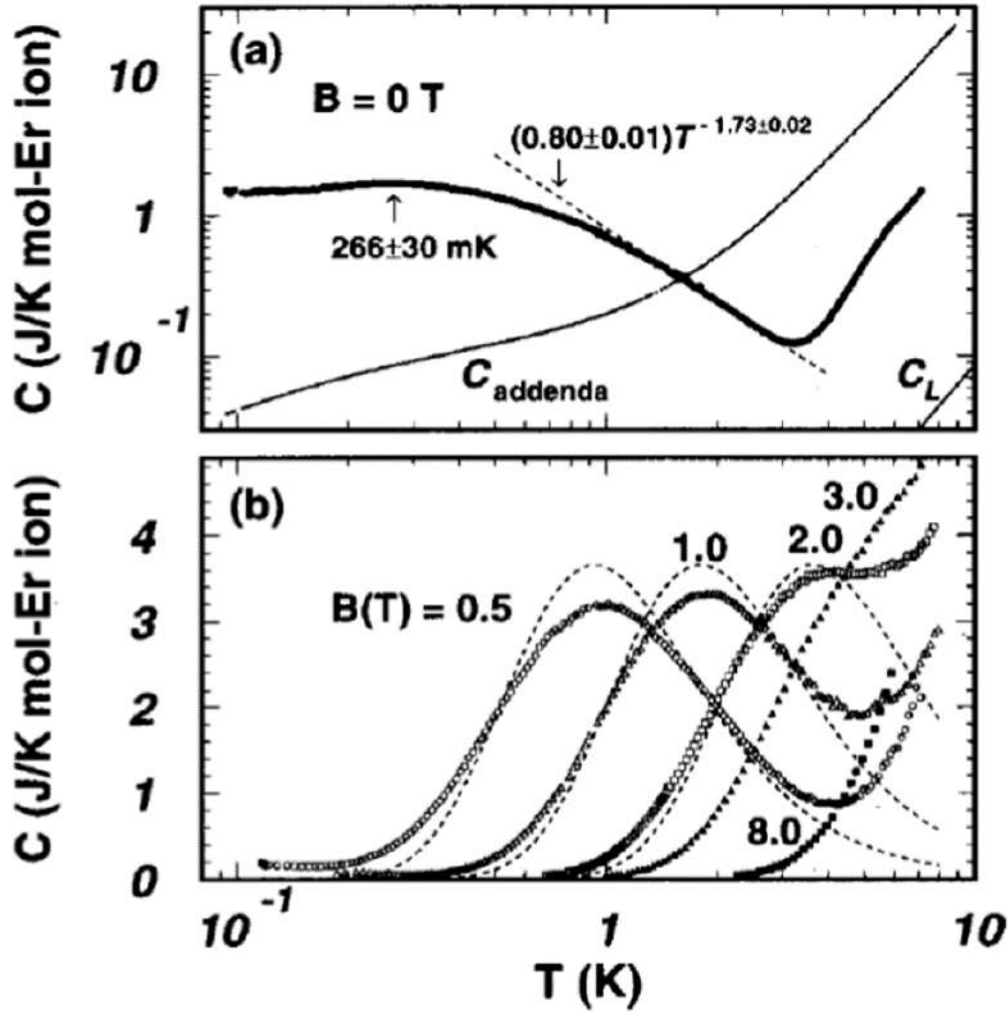 (a)
B = 0 T
(0.80±0.01)T^-1.73±0.02
266±30 mK
C_addenda
C_L
10
1
10^-1
C (J/K mol-Er ion)
(b)
3.0
1.0
2.0
B(T) = 0.5
8.0
4
3
2
1
0
C (J/K mol-Er ion)
10^-1
1
10
T (K)